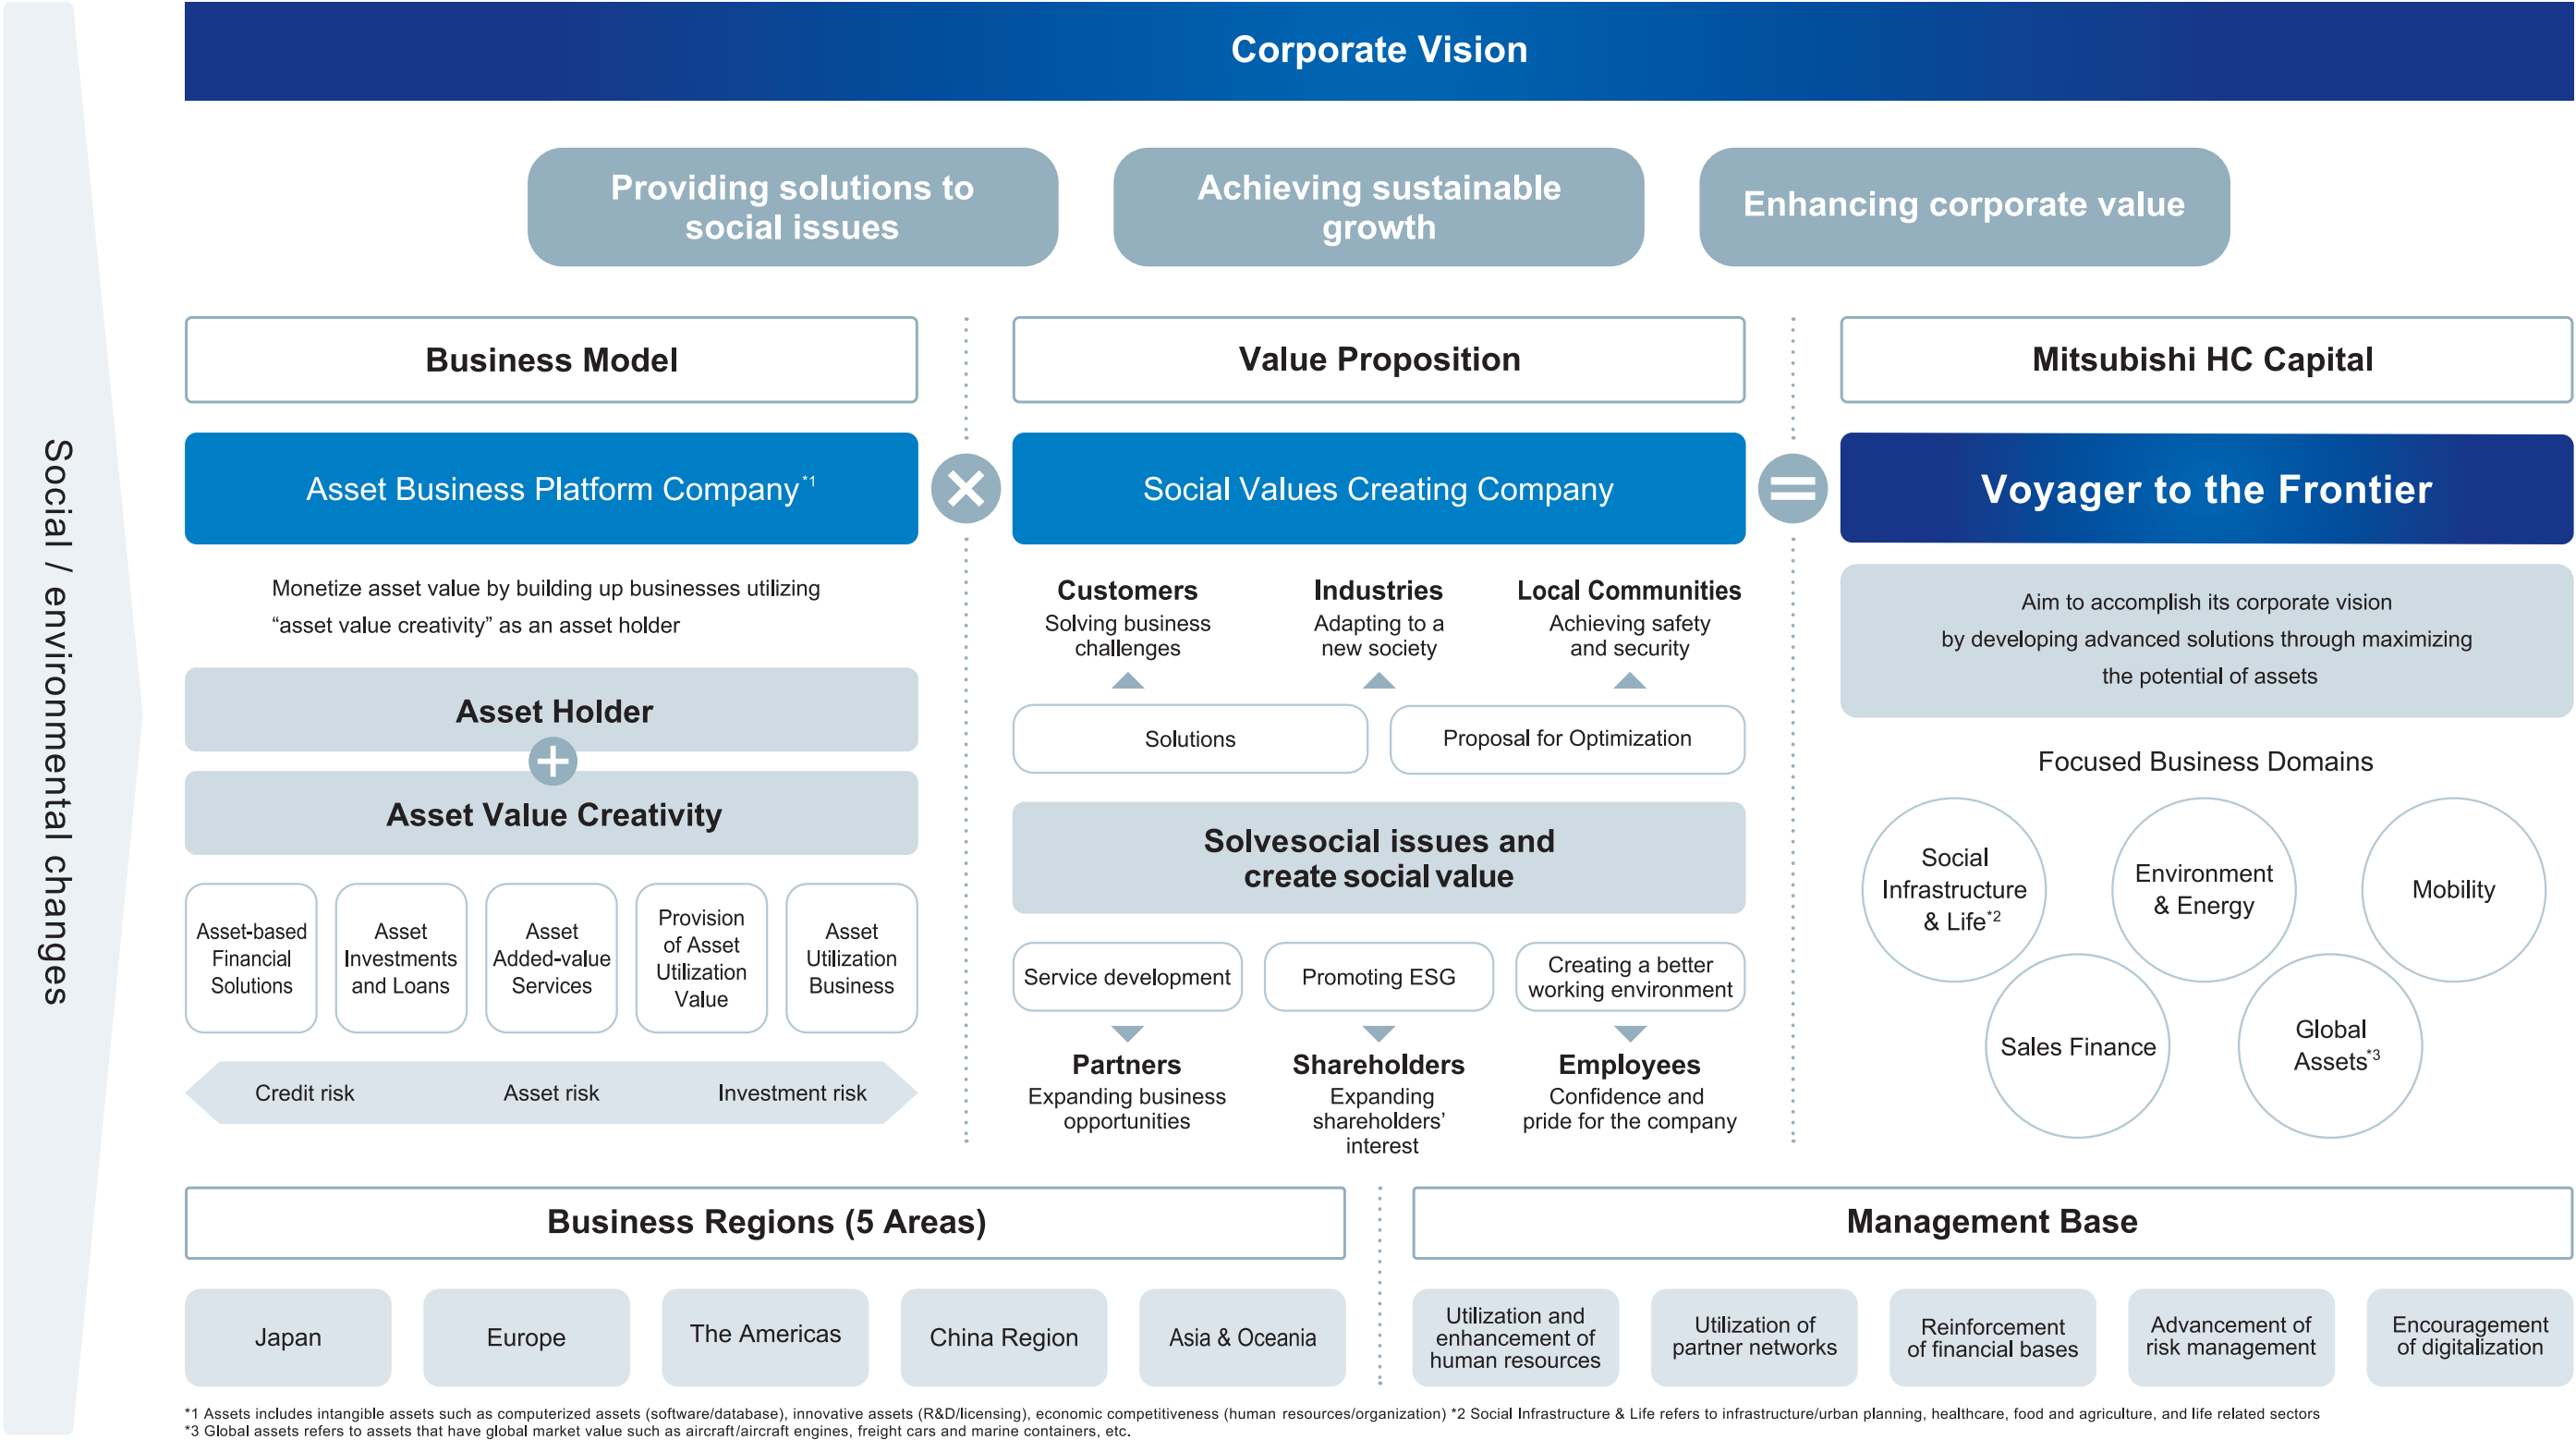 Corporate Vision
Providing solutions to
social issues
Achieving sustainable
growth
Enhancing corporate value
Social / environmental changes
Business Model
Asset Business Platform Company*1
Monetize asset value by building up businesses utilizing
“asset value creativity” as an asset holder
Asset Holder
+
Asset Value Creativity
Asset-based
Financial
Solutions
Asset
Investments
and Loans
Asset
Added-value
Services
Provision
of Asset
Utilization
Value
Asset
Utilization
Business
Credit risk
Asset risk
Investment risk
×
Value Proposition
Social Values Creating Company
Customers
Solving business
challenges
Industries
Adapting to a
new society
Local Communities
Achieving safety
and security
Solutions
Proposal for Optimization
Solvesocial issues and
create social value
Service development
Promoting ESG
Creating a better
working environment
Partners
Expanding business
opportunities
Shareholders
Expanding
shareholders’
interest
Employees
Confidence and
pride for the company
=
Mitsubishi HC Capital
Voyager to the Frontier
Aim to accomplish its corporate vision
by developing advanced solutions through maximizing
the potential of assets
Focused Business Domains
Social
Infrastructure
& Life*2
Environment
& Energy
Mobility
Sales Finance
Global
Assets*3
Business Regions (5 Areas)
Japan
Europe
The Americas
China Region
Asia & Oceania
Management Base
Utilization and
enhancement of
human resources
Utilization of
partner networks
Reinforcement
of financial bases
Advancement of
risk management
Encouragement
of digitalization
*1 Assets includes intangible assets such as computerized assets (software/database), innovative assets (R&D/licensing), economic competitiveness (human resources/organization) *2 Social Infrastructure & Life refers to infrastructure/urban planning, healthcare, food and agriculture, and life related sectors
*3 Global assets refers to assets that have global market value such as aircraft/aircraft engines, freight cars and marine containers, etc.